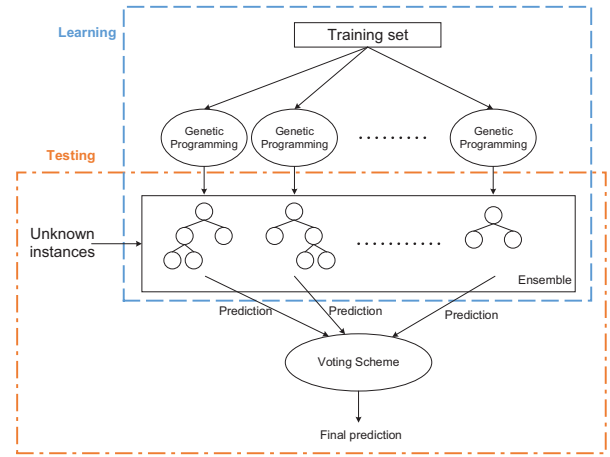 Learning
Training set
Genetic
Programming
Genetic
Programming
Genetic
Programming
Testing
Unknown
instances
Ensemble
Prediction
Prediction
Prediction
Voting Scheme
Final prediction